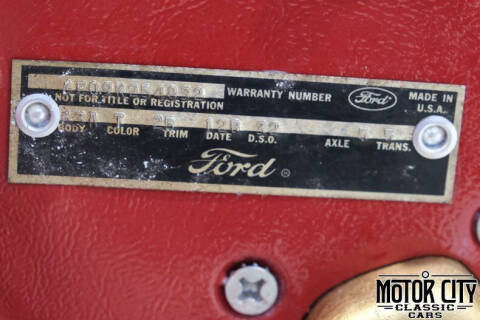 WARRANTY NUMBER
Ford
MADE IN
U.S.A.
NOT FOR TITLE OR REGISTRATION
BODY COLOR TRIM DATE D.S.O. AXLE TRANS.
Ford
MOTOR CITY
CLASSIC
CARS